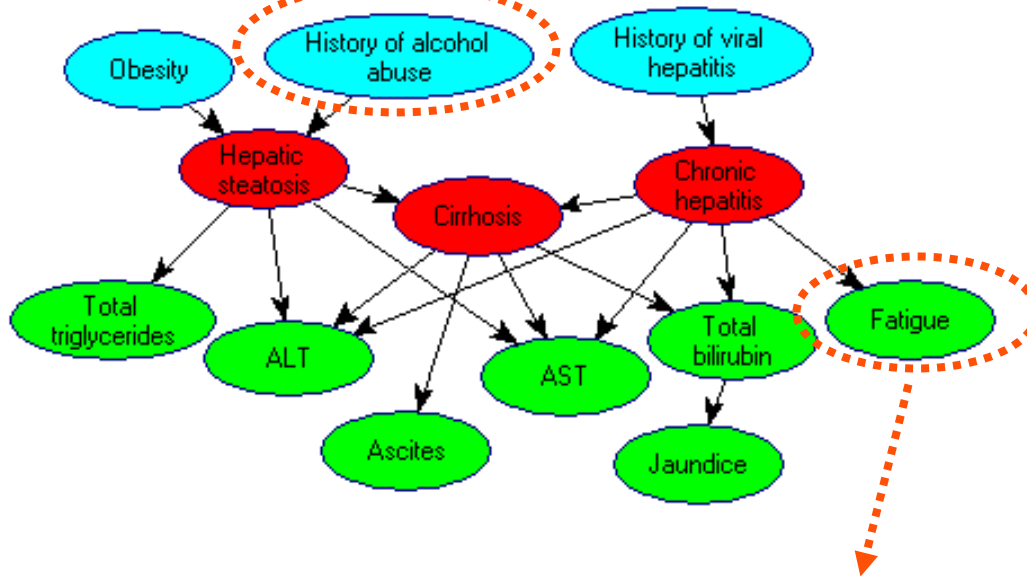 Obesity
History of alcohol
abuse
History of viral
hepatitis
Hepatic
steatosis
Cirrhosis
Chronic
hepatitis
Total
triglycerides
ALT
AST
Total
bilirubin
Fatigue
Ascites
Jaundice